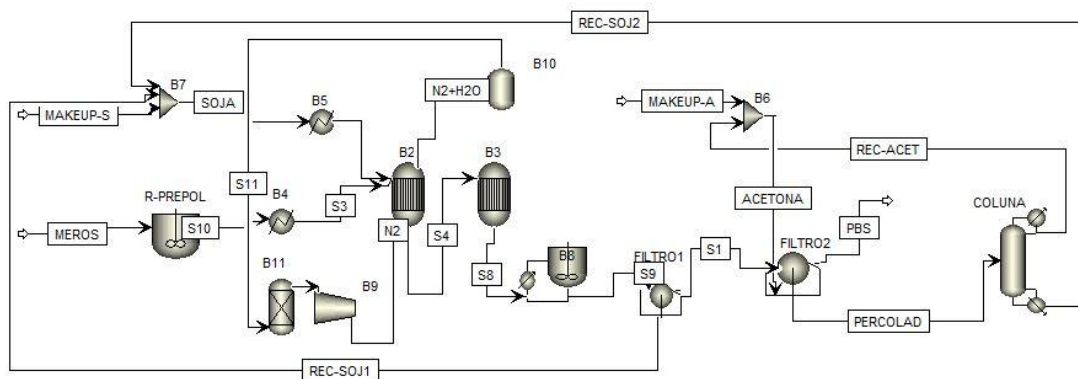 REC-SOJ2
B10
B7
N2+H2O
SOJA
MAKEUP-S
B5
MAKEUP-A
B6
B2
B3
REC-ACET
S11
B4
R-PREPOL
S3
ACETONA
COLUNA
PBS
S10
MEROS
N2
S4
FILTRO2
B8
S1
B11
S8
S9
FILTRO1
B9
PERCOLAD
REC-SOJ1